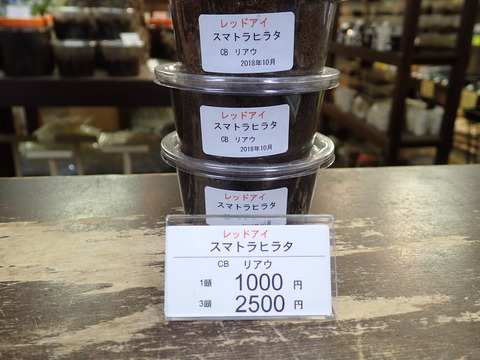 レッドアイ
スマトラヒラタ
CB リアウ
2018年10月
レッドアイ
スマトラヒラタ
CB リアウ
2018年10月
レッドアイ
スマトラヒラタ
レッドアイ
スマトラヒラタ
CB リアウ
1頭 1000 円
3頭 2500 円